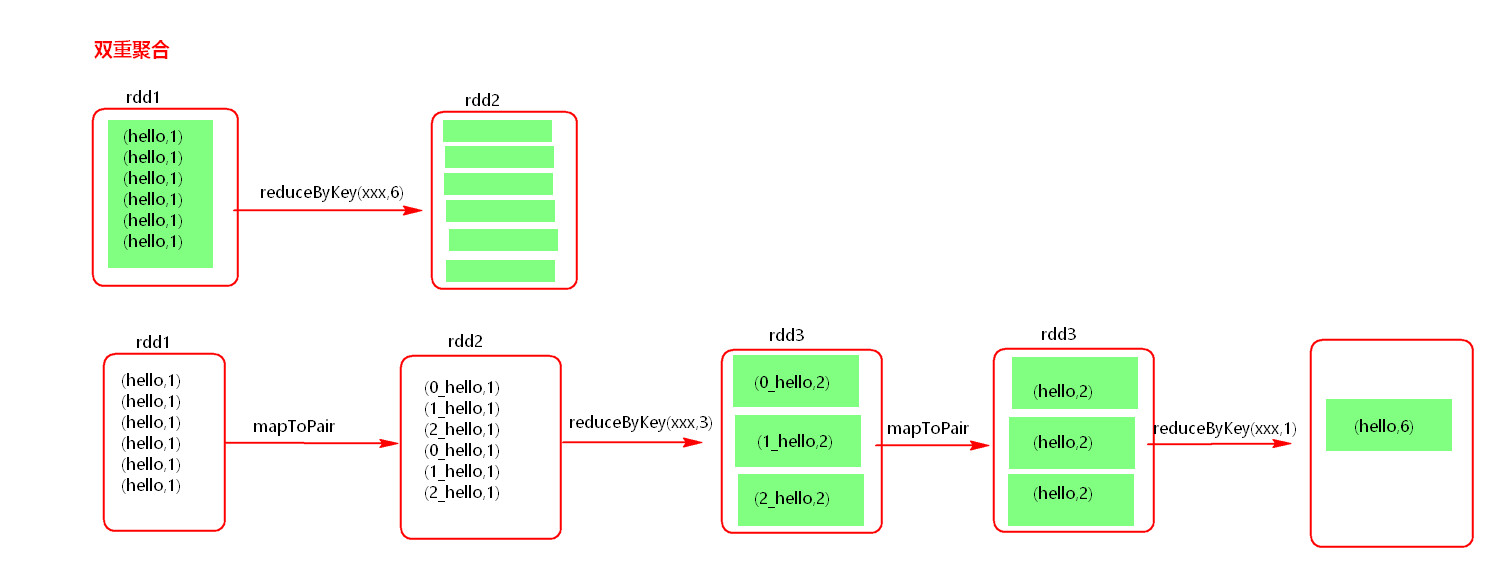 双重聚合
rdd1
rdd2
(hello,1)
(hello,1)
(hello,1)
(hello,1)
(hello,1)
(hello,1)
reduceByKey(xxx,6)
rdd1
rdd2
rdd3
rdd3
(hello,1)
(hello,1)
(hello,1)
(hello,1)
(hello,1)
(hello,1)
mapToPair
(0_hello,1)
(1_hello,1)
(2_hello,1)
(0_hello,1)
(1_hello,1)
(2_hello,1)
reduceByKey(xxx,3)
(0_hello,2)
(1_hello,2)
(2_hello,2)
mapToPair
(hello,2)
(hello,2)
(hello,2)
reduceByKey(xxx,1)
(hello,6)